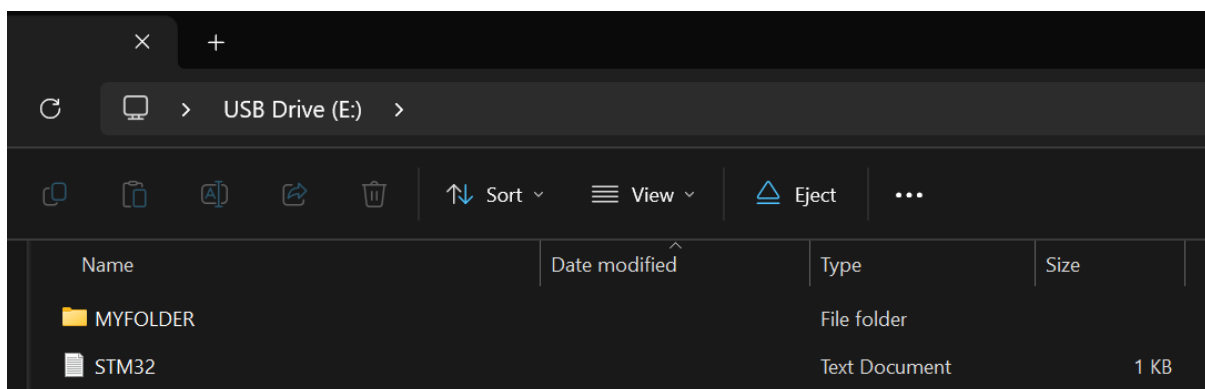 USB Drive (E:)
Sort View Eject
Name Date modified Type Size
MYFOLDER File folder
STM32 Text Document 1 KB